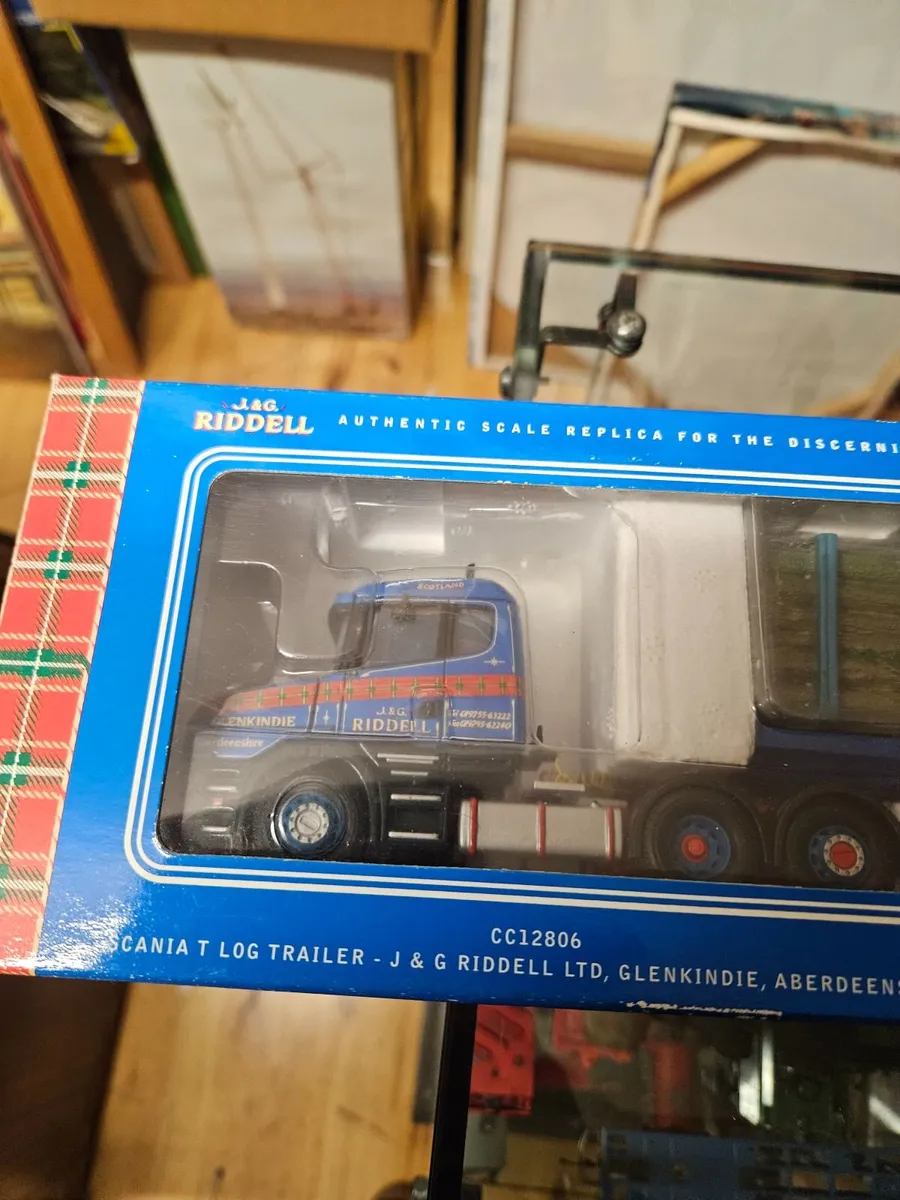 J.&G.
RIDDELL
AUTHENTIC SCALE REPLICA FOR THE DISCERNI
SCOTLAND
GLENKINDIE
J.&G.
RIDDELL
CC12806
SCANIA T LOG TRAILER - J & G RIDDELL LTD, GLENKINDIE, ABERDEENS